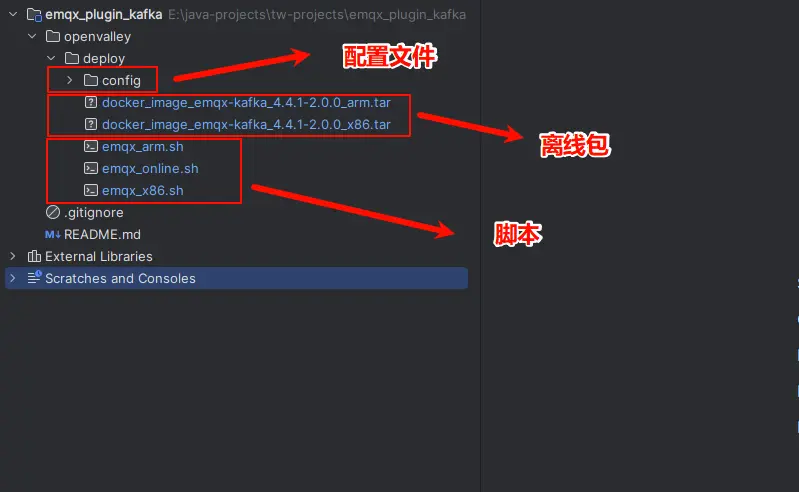 emqx_plugin_kafka E:\java-projects\tw-projects\emqx_plugin_kafka
openvalley
deploy
config
配置文件
docker_image_emqx-kafka_4.4.1-2.0.0_arm.tar
docker_image_emqx-kafka_4.4.1-2.0.0_x86.tar
离线包
emqx_arm.sh
emqx_online.sh
emqx_x86.sh
脚本
.gitignore
README.md
External Libraries
Scratches and Consoles